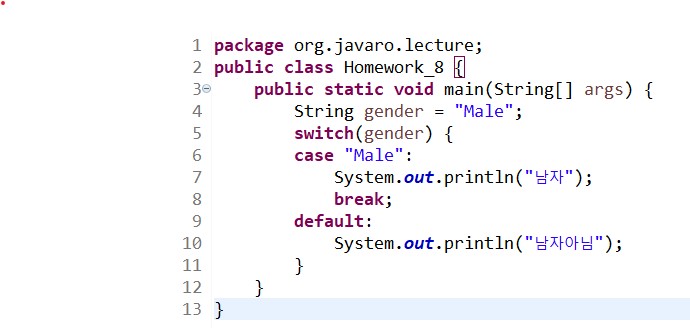 1 package org.javaro.lecture;
2 public class Homework_8 {
3 public static void main(String[] args) {
4 String gender = "Male";
5 switch(gender) {
6 case "Male":
7 System.out.println("남자");
8 break;
9 default:
10 System.out.println("남자아님");
11 }
12 }
13 }